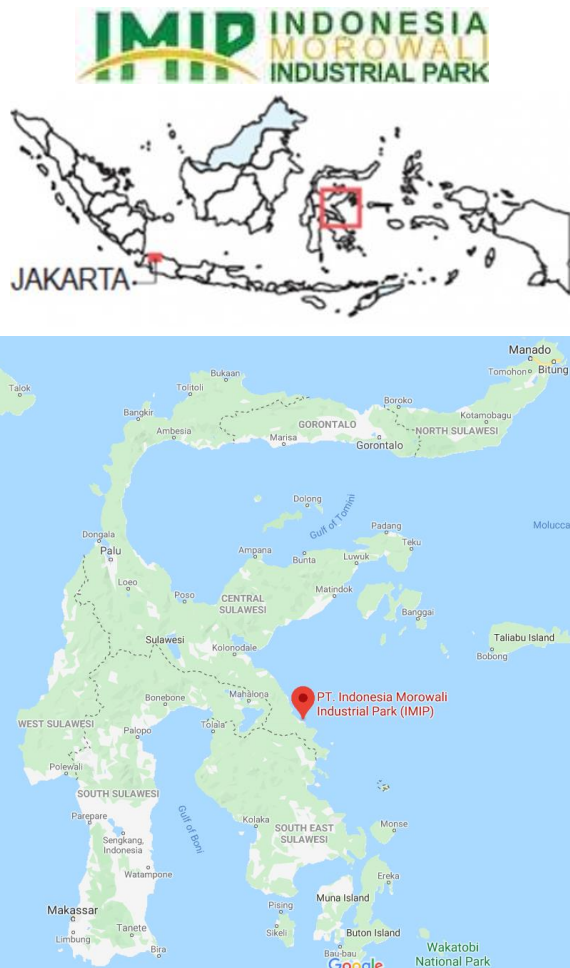 IMIP
INDONESIA
MOROWALI
INDUSTRIAL PARK
JAKARTA
Manado
Tomohon
Bitung
Bukaan
Talok
Tolitoli
Boroko
Bangkir
Kotamobagu
Ambesia
GORONTALO
Marisa
NORTH SULAWESI
Gorontalo
Dolong
Gulf of Tomini
Padang
Molucca
Teku
Dongala
Palu
Ampana
Bunta
Luwuk
Loeo
Poso
CENTRAL
SULAWESI
Matindok
Banggai
Sulawesi
Kolonodale
Taliabu Island
Bobong
PT. Indonesia Morowali
Industrial Park (IMIP)
Bonebone
Mahalona
WEST SULAWESI
Palopo
Tolala
Polewali
SOUTH SULAWESI
Parepare
Gulf of Boni
Kolaka
SOUTH EAST
SULAWESI
Monse
Sengkang,
Indonesia
Watampone
Ereka
Muna Island
Makassar
Pising
Limbung
Tanete
Sikeli
Buton Island
Bira
Bau-bau
Wakatobi
National Park
Google